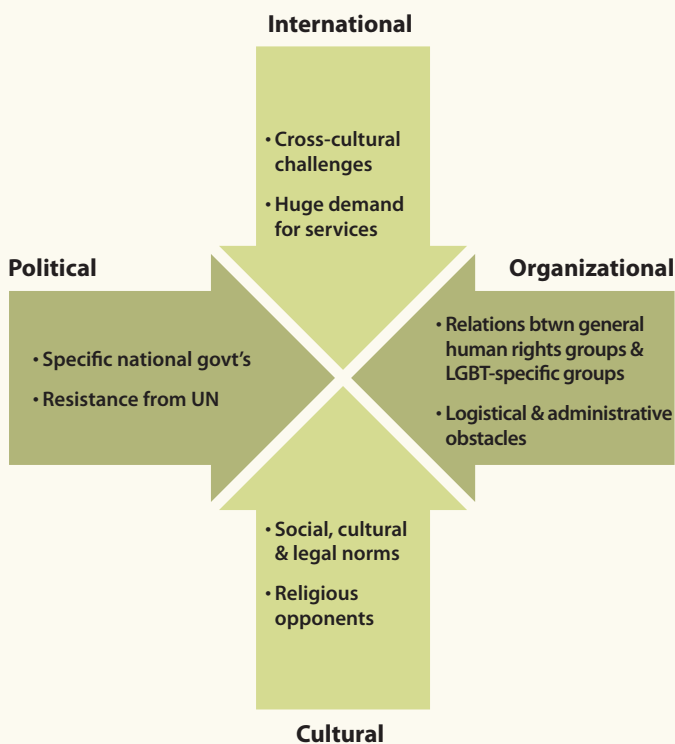 International
• Cross-cultural
challenges
• Huge demand
for services
Political
• Specific national govt's
• Resistance from UN
Organizational
• Relations btwn general
human rights groups &
LGBT-specific groups
• Logistical & administrative
obstacles
• Social, cultural
& legal norms
• Religious
opponents
Cultural